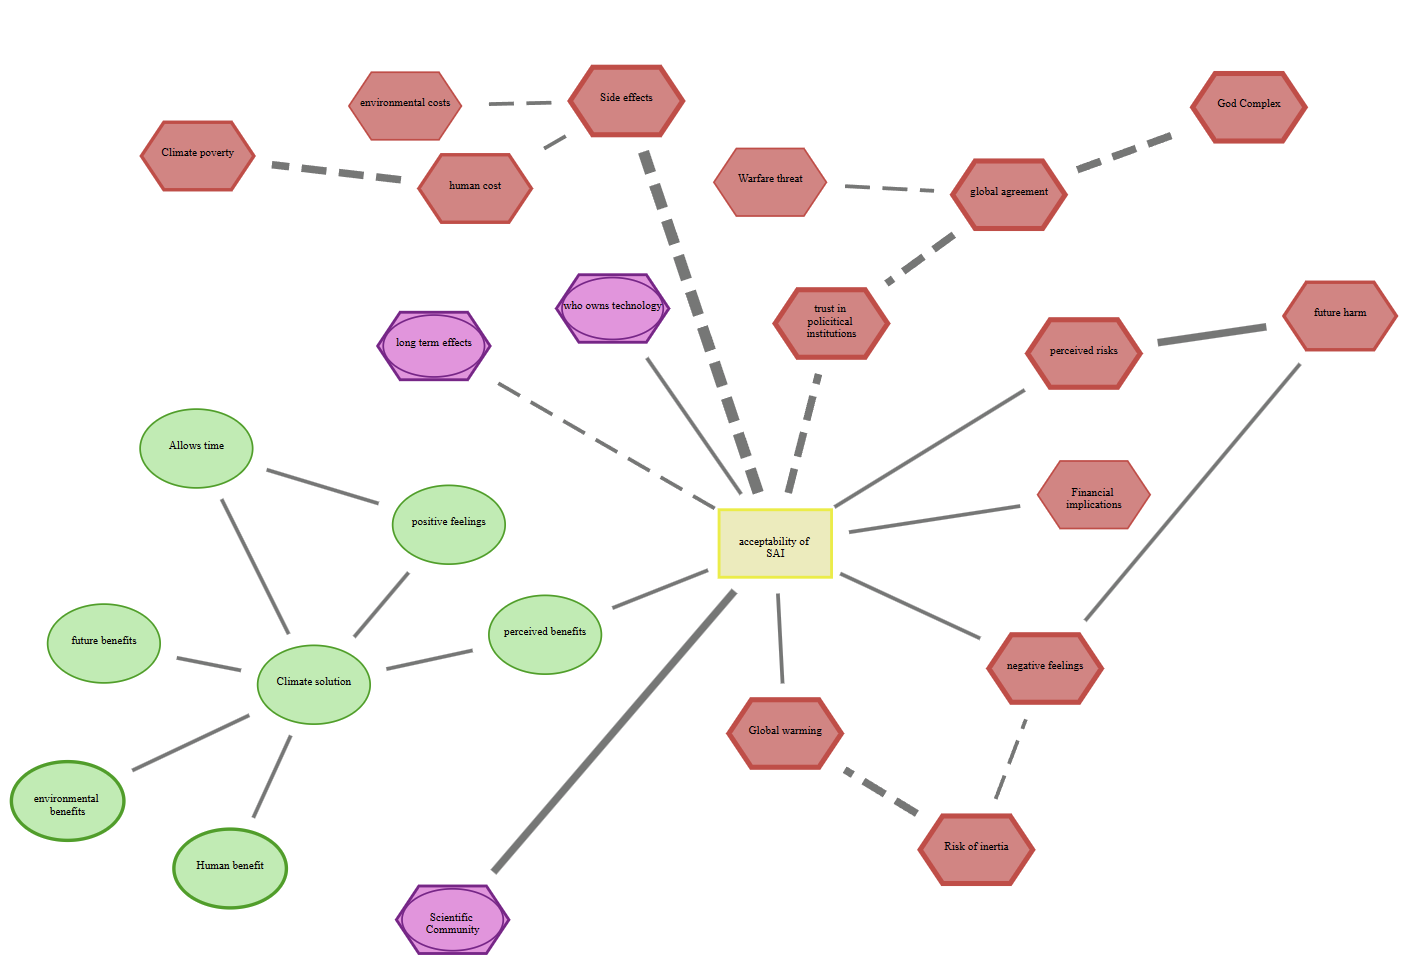 environmental costs
Side effects
God Complex
Climate poverty
human cost
Warfare threat
global agreement
who owns technology
long term effects
trust in
policitical
institutions
perceived risks
future harm
Allows time
positive feelings
Financial
implications
acceptability of
SAI
future benefits
perceived benefits
Climate solution
negative feelings
Global warming
environmental
benefits
Human benefit
Risk of inertia
Scientific
Community